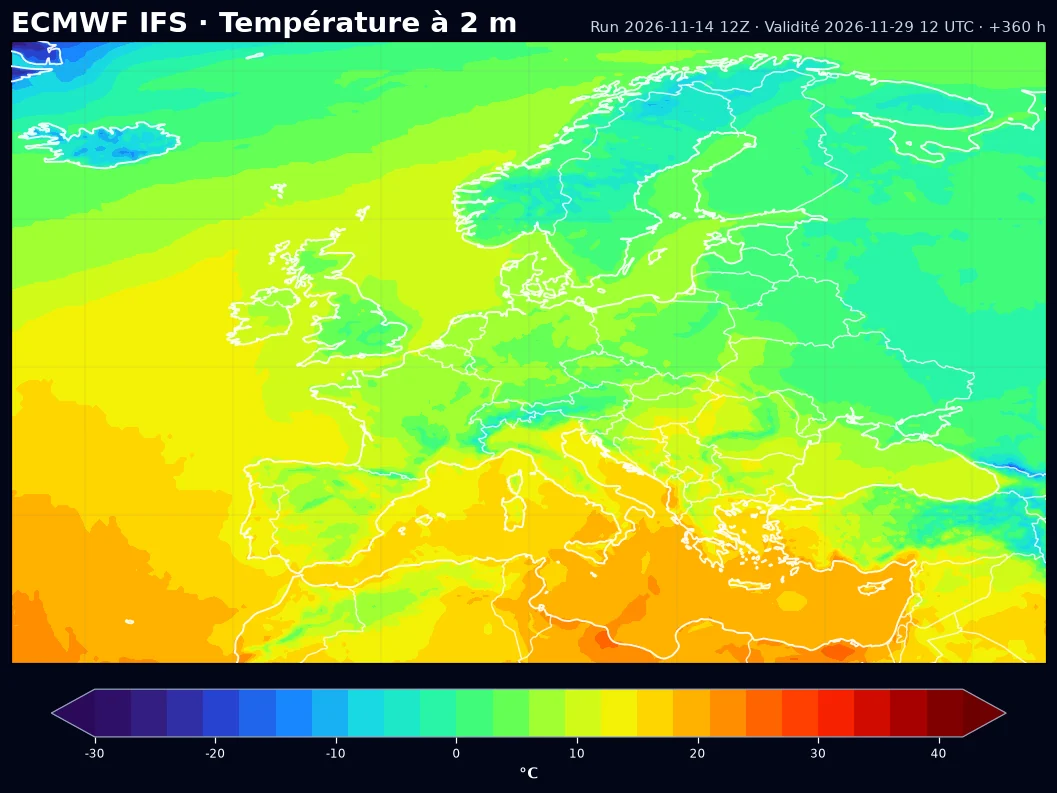 ECMWF IFS · Température à 2 m
Run 2026-11-14 12Z · Validité 2026-11-29 12 UTC · +360 h
-30 -20 -10 0 10 20 30 40
°C